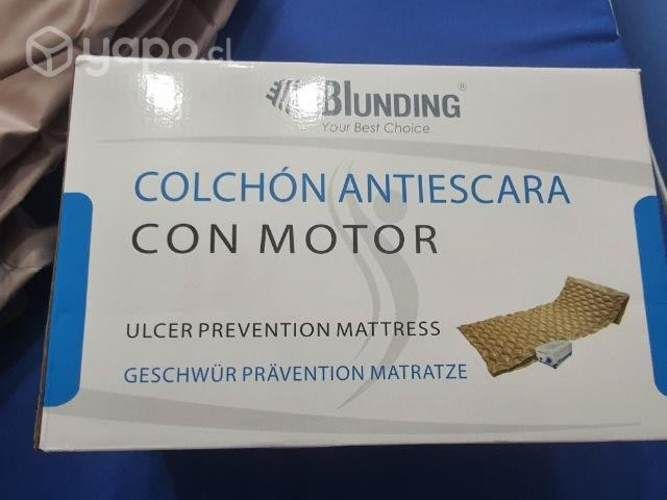 yapo.cl
BLUNDING®
Your Best Choice
COLCHÓN ANTIESCARA
CON MOTOR
ULCER PREVENTION MATTRESS
GESCHWÜR PRÄVENTION MATRATZE